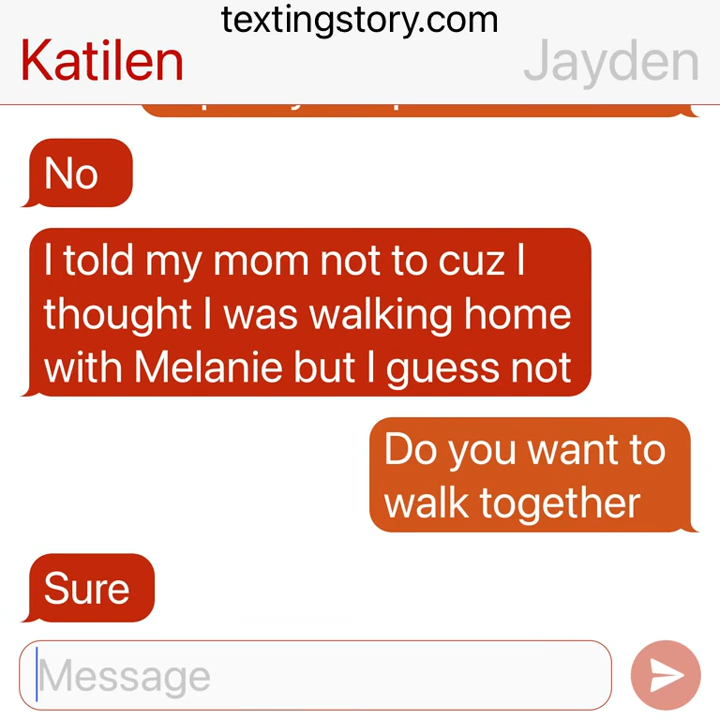 textingstory.com
Katilen
Jayden
No
I told my mom not to cuz I
thought I was walking home
with Melanie but I guess not
Do you want to
walk together
Sure
Message